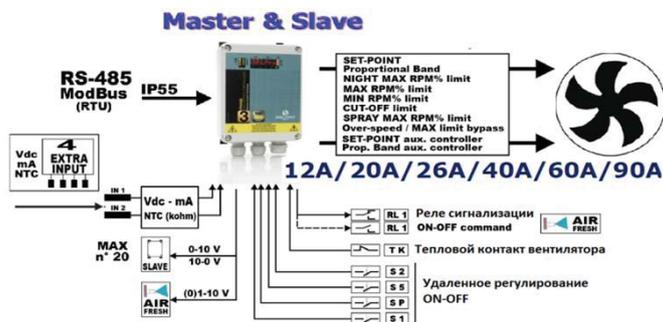 Master & Slave
RS-485
ModBus
(RTU)
IP55
SET-POINT
Proportional Band
NIGHT MAX RPM% limit
MAX RPM% limit
MIN RPM% limit
CUT-OFF limit
SPRAY MAX RPM% limit
Over-speed / MAX limit bypass
SET-POINT aux. controller
Prop. Band aux. controller
12A/20A/26A/40A/60A/90A
Vdc
mA
NTC
4
EXTRA
INPUT
IN 1
IN 2
Vdc - mA
NTC (kohm)
MAX
n° 20
SLAVE
0-10 V
10-0 V
AIR
FRESH
(0)1-10 V
RL 1 Реле сигнализации
RL 1 ON-OFF command
AIR
FRESH
T K Тепловой контакт вентилятора
S 2
S 5
S P
S 1
Удаленное регулирование
ON-OFF